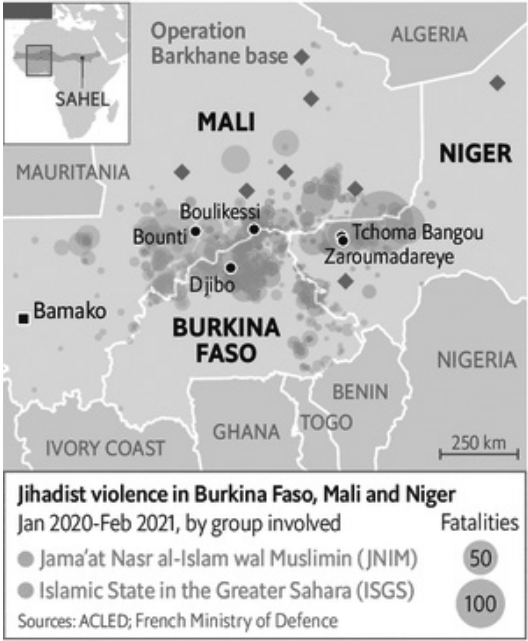 Operation
Barkhane base
ALGERIA
SAHEL
MALI
NIGER
MAURITANIA
Boulikessi
Bounti
Tchoma Bangou
Zaroumadareye
Djibo
Bamako
BURKINA
FASO
NIGERIA
BENIN
TOGO
GHANA
IVORY COAST
250 km
Jihadist violence in Burkina Faso, Mali and Niger
Jan 2020-Feb 2021, by group involved
Fatalities
Jama'at Nasr al-Islam wal Muslimin (JNIM)
50
Islamic State in the Greater Sahara (ISGS)
100
Sources: ACLED; French Ministry of Defence